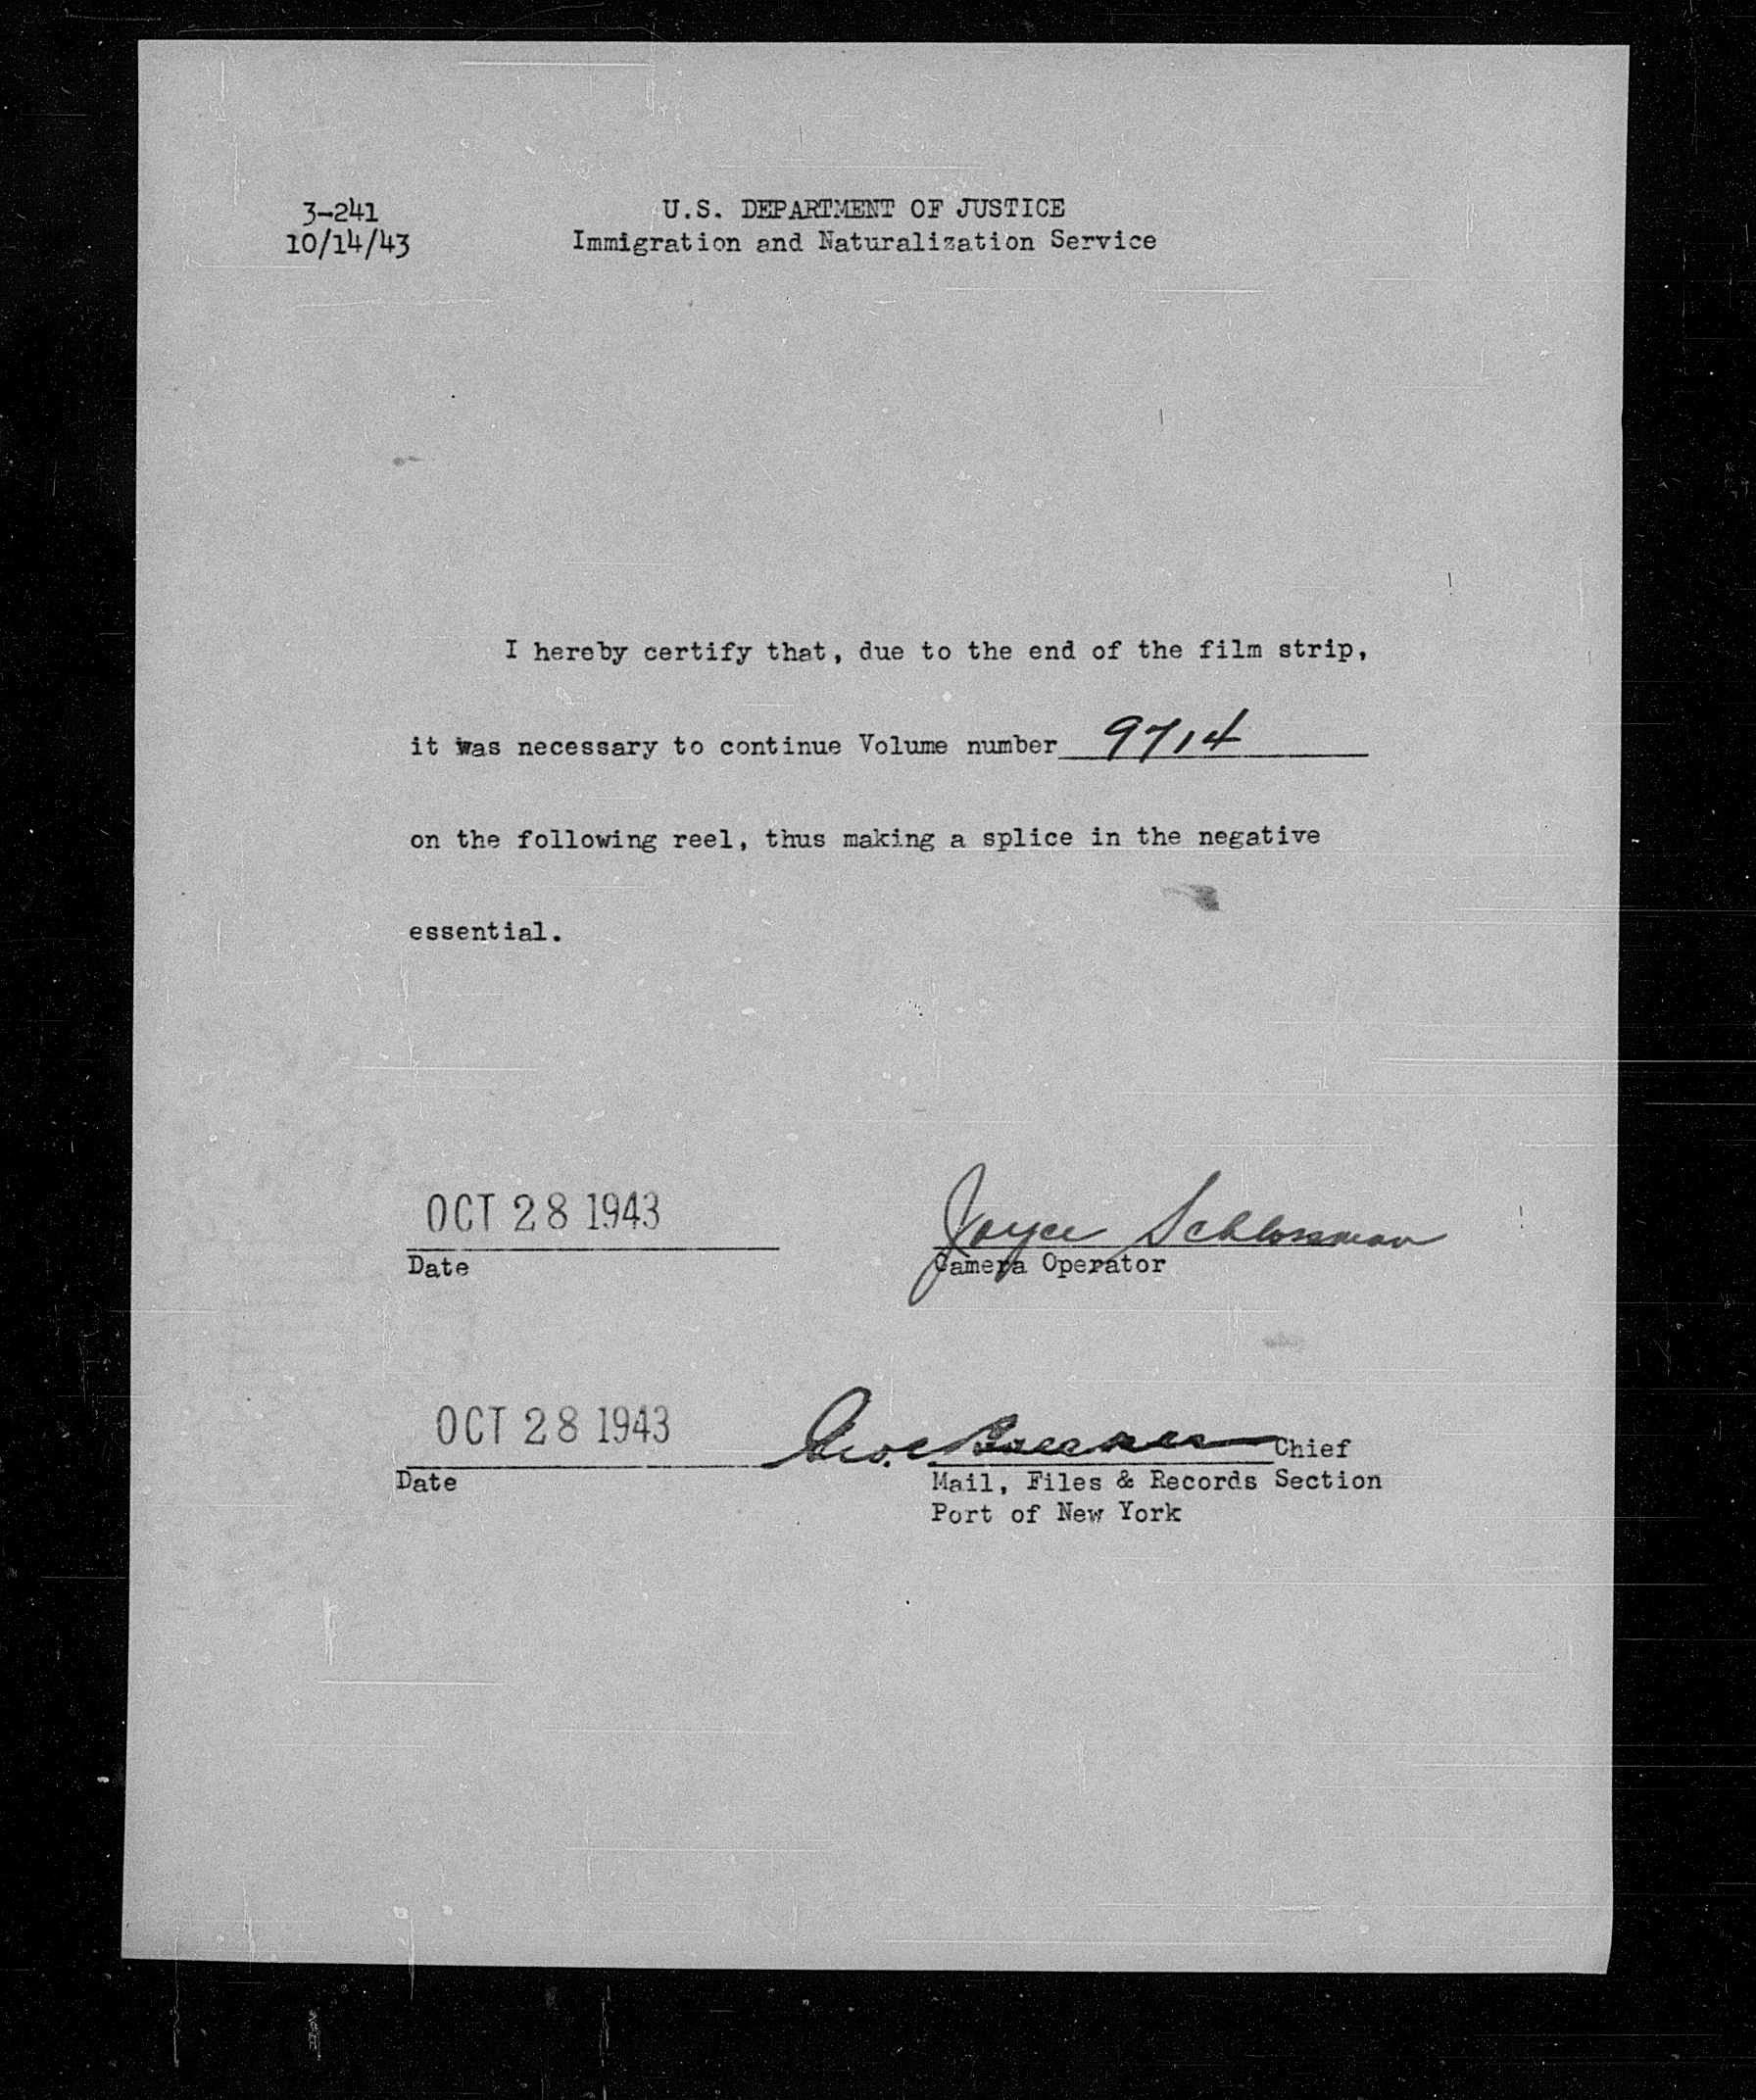 3-241
10/14/43
U.S. DEPARTMENT OF JUSTICE
Immigration and Naturalization Service
I hereby certify that, due to the end of the film strip,
it was necessary to continue Volume number 9714
on the following reel, thus making a splice in the negative
essential.
OCT 28 1943
Date
Joyce Schlossman
Camera Operator
OCT 28 1943
Date
Chief
Mail, Files & Records Section
Port of New York